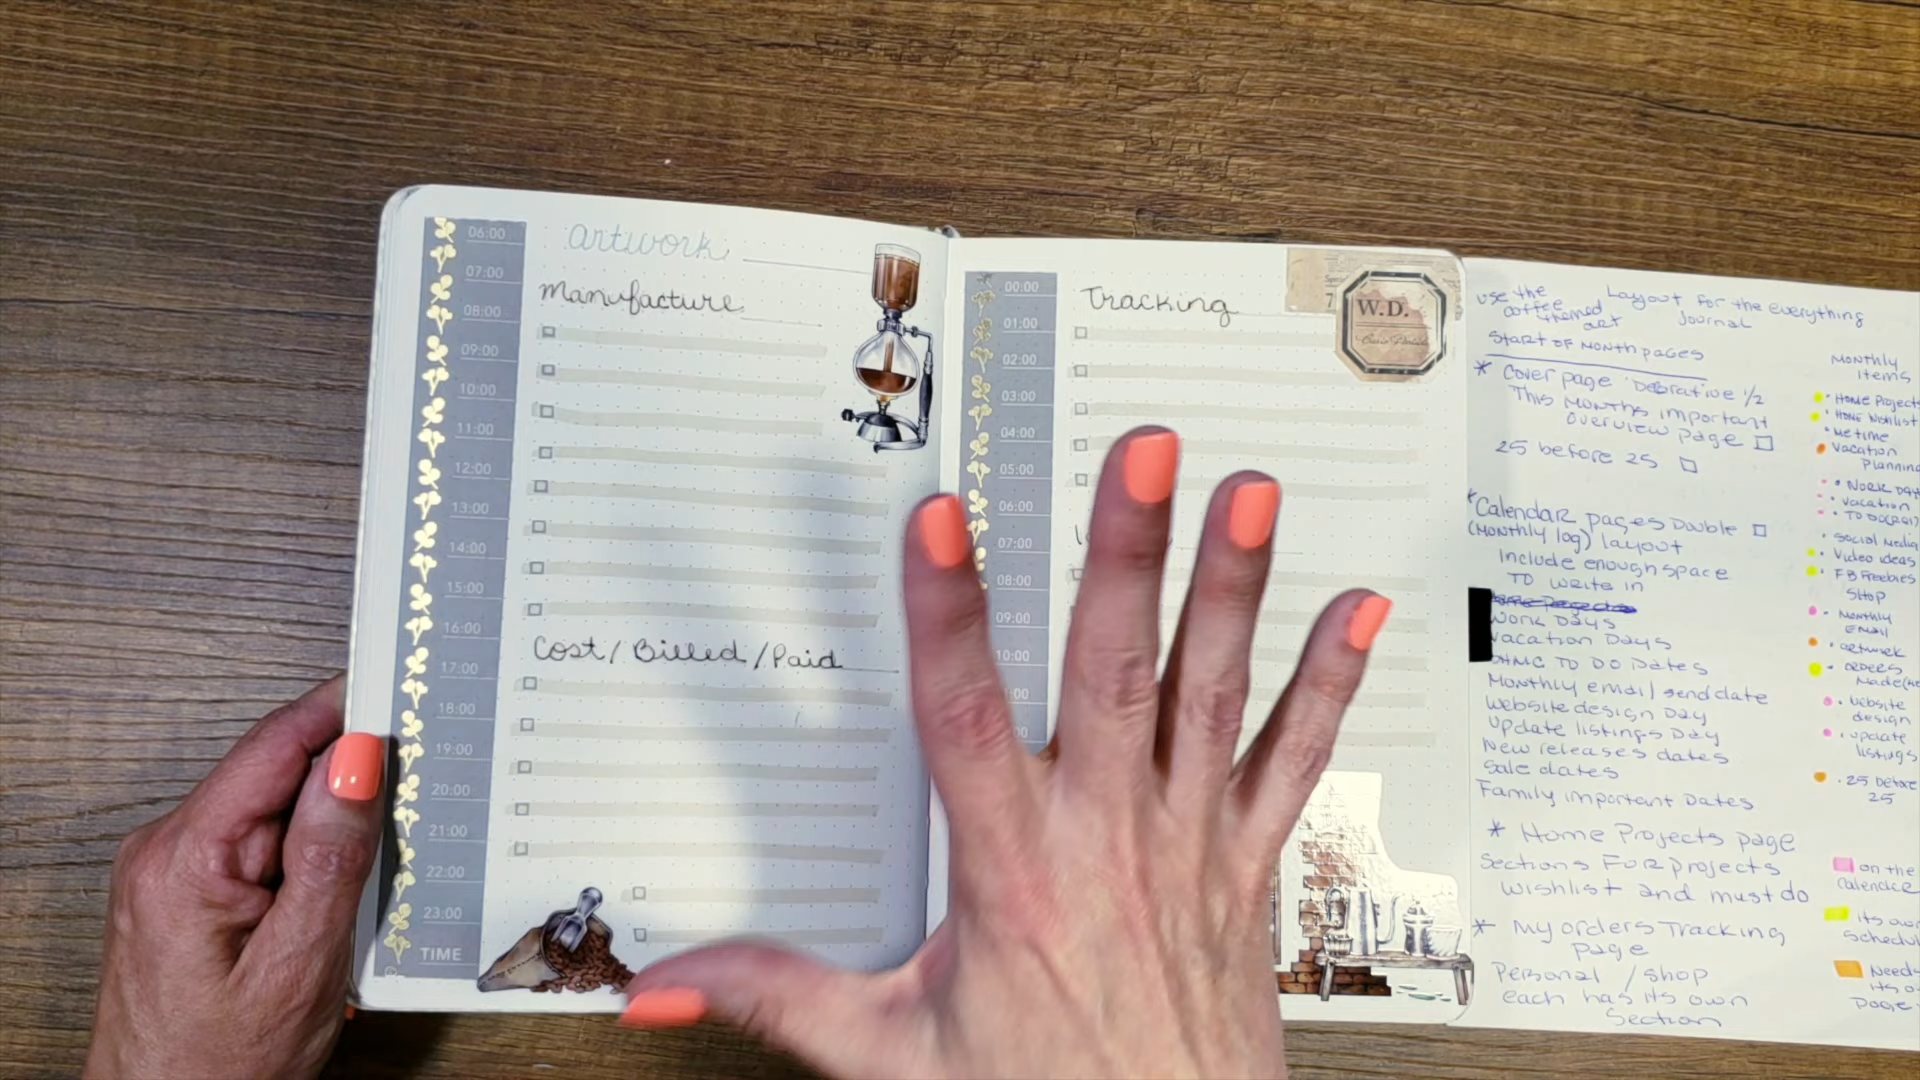 artwork
Manufacture
Cost/Billed/Paid
06:00
07:00
08:00
09:00
10:00
11:00
12:00
13:00
14:00
15:00
16:00
17:00
18:00
19:00
20:00
21:00
22:00
23:00
TIME
Tracking
W.D.
7
00:00
01:00
02:00
03:00
04:00
05:00
06:00
07:00
08:00
09:00
10:00
use the
coffee
themed
art
Layout for the everything
journal
Start of Month pages
* Cover page Decorative 1/2
This Months important
overview page
25 before 25
* Calendar pages Double
(Monthly log) layout
include enough space
to write in
Work Days
Vacation Days
To Do Dates
Monthly email send date
Website design Day
Update listings Day
New releases dates
Sale dates
Family important Dates
* Home Projects page
Sections For projects
wishlist and must do
* My orders Tracking
page
Personal / shop
each has its own
Section
Monthly
items
• Home Projects
• Me time
• Vacation
Planning
• Vacation
• Social Media
• Video ideas
• FB Freebies
Shop
• Monthly
email
• artwork
• orders
• website
design
• update
listings
• 25 before
25
on the
its own